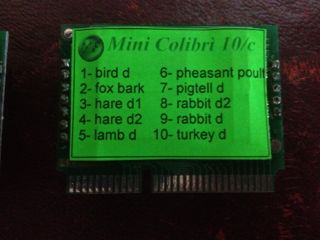 Mini Colibrì 10/c
1- bird d 6- pheasant poult
2- fox bark 7- pigtell d
3- hare d1 8- rabbit d2
4- hare d2 9- rabbit d
5- lamb d 10- turkey d